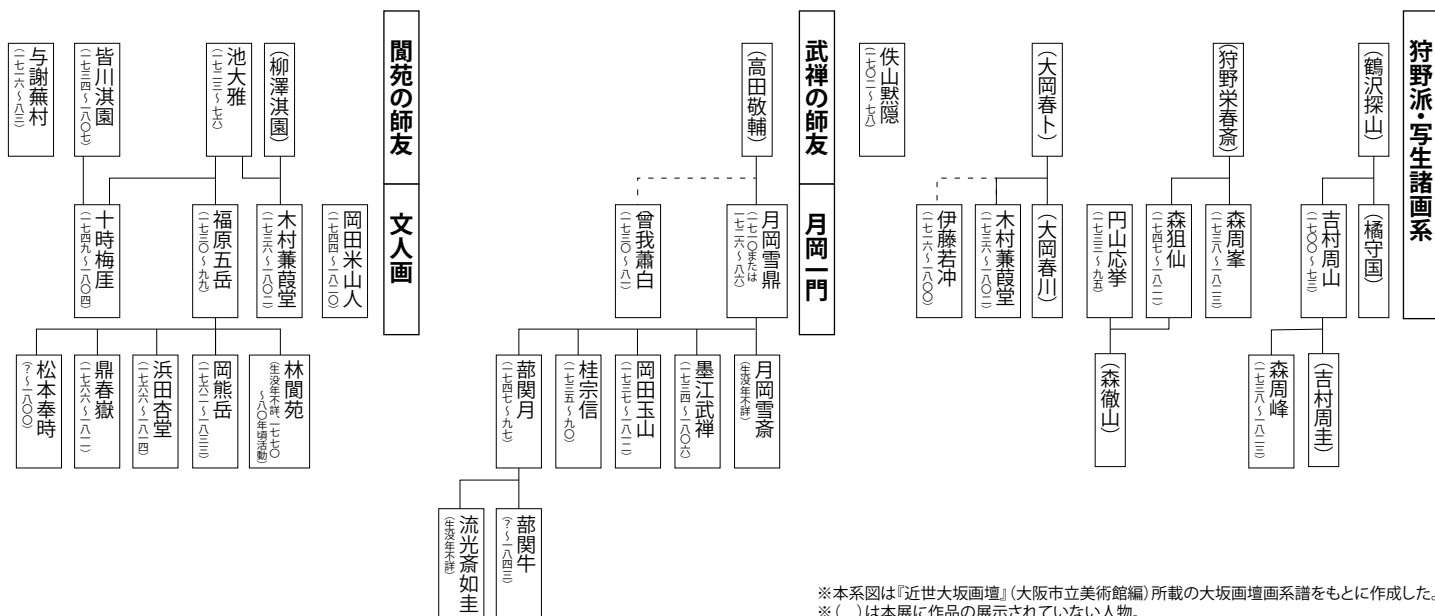 狩野派・写生諸画系
（鶴沢探山）
（橘守国）
吉村周山
（一七〇〇〜七三）
（吉村周圭）
森周峰
（一七三八〜一八二三）
（狩野栄春斎）
森周峯
（一七三八〜一八二三）
森狙仙
（一七四七〜一八二一）
円山応挙
（一七三三〜九五）
（森徹山）
（大岡春卜）
（大岡春川）
木村蒹葭堂
（一七三六〜一八〇二）
伊藤若冲
（一七一六〜一八〇〇）
佚山黙隠
（一七〇二〜七八）
武禅の師友
月岡一門
（高田敬輔）
月岡雪鼎
（一七一〇または
一七二六〜八六）
曾我蕭白
（一七三〇〜八一）
月岡雪斎
（生没年不詳）
墨江武禅
（一七三四〜一八〇六）
岡田玉山
（一七三七〜一八一二）
桂宗信
（一七三五〜九〇）
蔀関月
（一七四七〜九七）
蔀関牛
（？〜一八四三）
流光斎如圭
（生没年不詳）
閬苑の師友
文人画
（柳澤淇園）
池大雅
（一七二三〜七六）
皆川淇園
（一七三四〜一八〇七）
与謝蕪村
（一七一六〜八三）
岡田米山人
（一七四四〜一八二〇）
木村蒹葭堂
（一七三六〜一八〇二）
福原五岳
（一七三〇〜九九）
十時梅厓
（一七四九〜一八〇四）
林閬苑
（生没年不詳、一七七〇
〜八〇年頃活動）
岡熊岳
（一七六二〜一八三三）
浜田杏堂
（一七六六〜一八一四）
鼎春嶽
（一七六六〜一八一一）
松本奉時
（？〜一八〇〇）
※本系図は『近世大坂画壇』（大阪市立美術館編）所載の大坂画壇画系譜をもとに作成した。
※（　）は本展に作品の展示されていない人物。